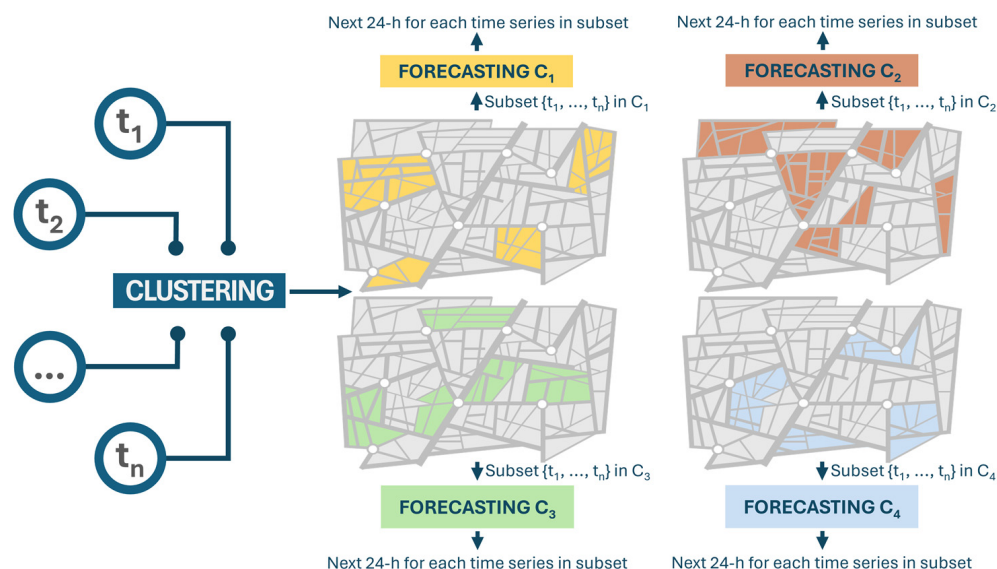 t1
t2
...
tn
CLUSTERING
Next 24-h for each time series in subset
FORECASTING C1
Subset {t1, ..., tn} in C1
Next 24-h for each time series in subset
FORECASTING C2
Subset {t1, ..., tn} in C2
Subset {t1, ..., tn} in C3
FORECASTING C3
Next 24-h for each time series in subset
Subset {t1, ..., tn} in C4
FORECASTING C4
Next 24-h for each time series in subset